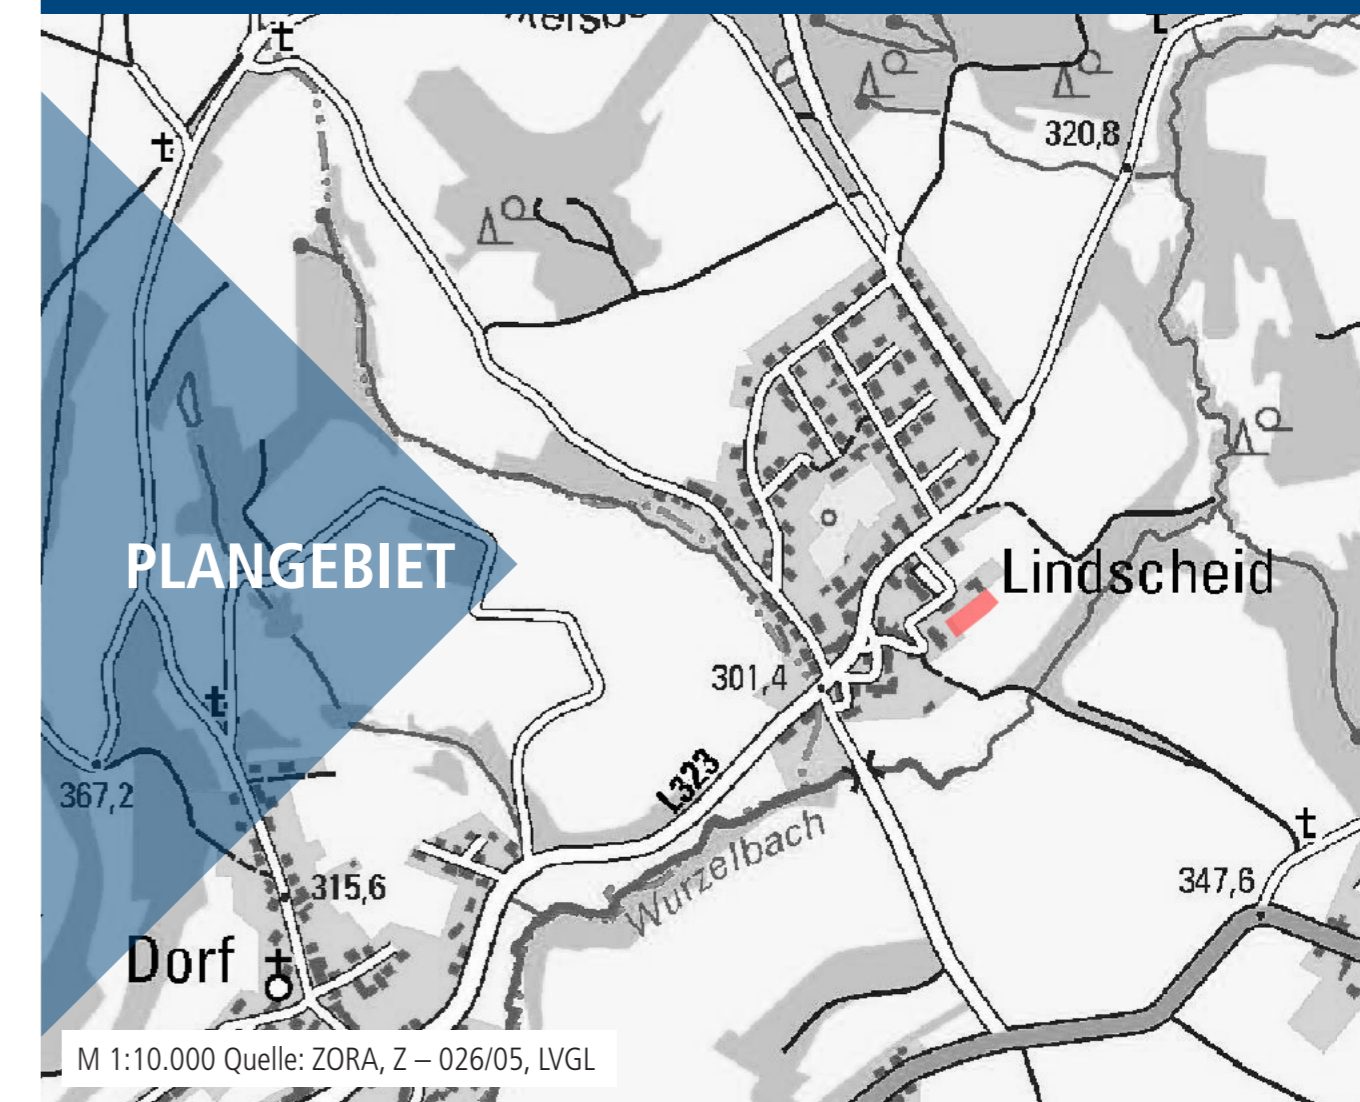 320,8
PLANGEBIET
Lindscheid
301,4
L323
367,2
Wurzelbach
315,6
347,6
Dorf
M 1:10.000 Quelle: ZORA, Z – 026/05, LVGL